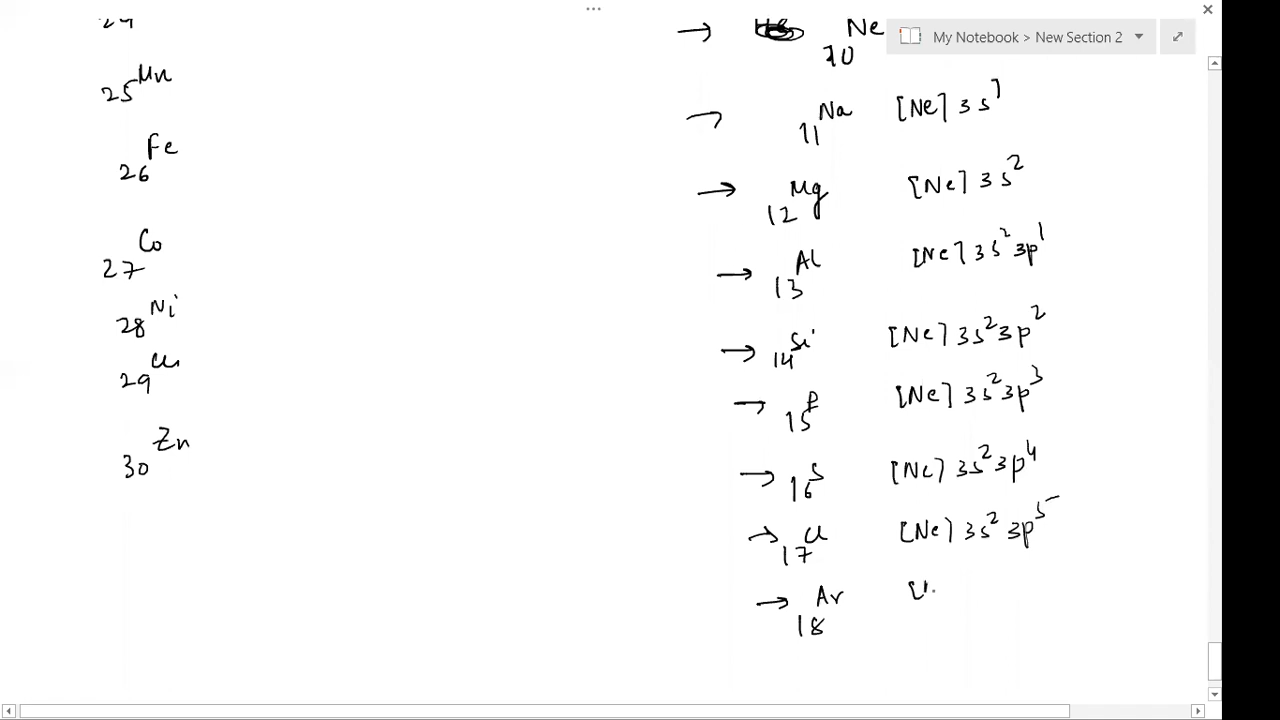 24
My Notebook > New Section 2
25 Mn
26 Fe
27 Co
28 Ni
29 Cu
30 Zn
→ Ne 10
→ 11 Na [Ne] 3s¹
→ 12 Mg [Ne] 3s²
→ 13 Al [Ne] 3s² 3p¹
→ 14 Si [Ne] 3s² 3p²
→ 15 P [Ne] 3s² 3p³
→ 16 S [Ne] 3s² 3p⁴
→ 17 Cl [Ne] 3s² 3p⁵
→ 18 Ar [